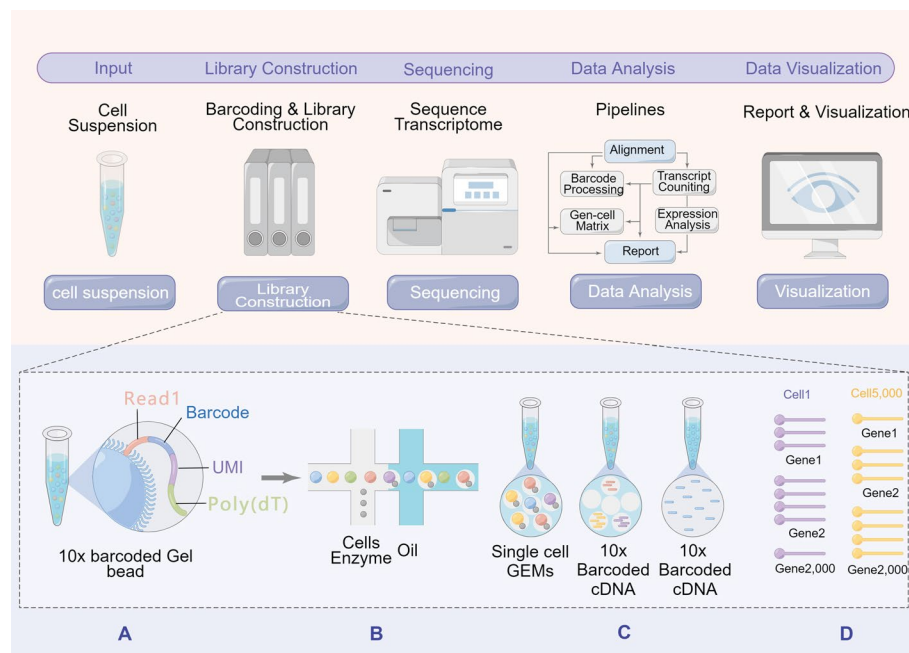 Input
Library Construction
Sequencing
Data Analysis
Data Visualization
Cell
Suspension
Barcoding & Library
Construction
Sequence
Transcriptome
Pipelines
Report & Visualization
Alignment
Barcode
Processing
Transcript
Couniting
Gen-cell
Matrix
Expression
Analysis
Report
cell suspension
Library
Construction
Sequencing
Data Analysis
Visualization
Read1
Barcode
UMI
Poly(dT)
10x barcoded Gel
bead
Cells
Enzyme
Oil
Single cell
GEMs
10x
Barcoded
cDNA
10x
Barcoded
cDNA
Cell1
Gene1
Gene2
Gene2,000
Cell5,000
Gene1
Gene2
Gene2,000
A
B
C
D